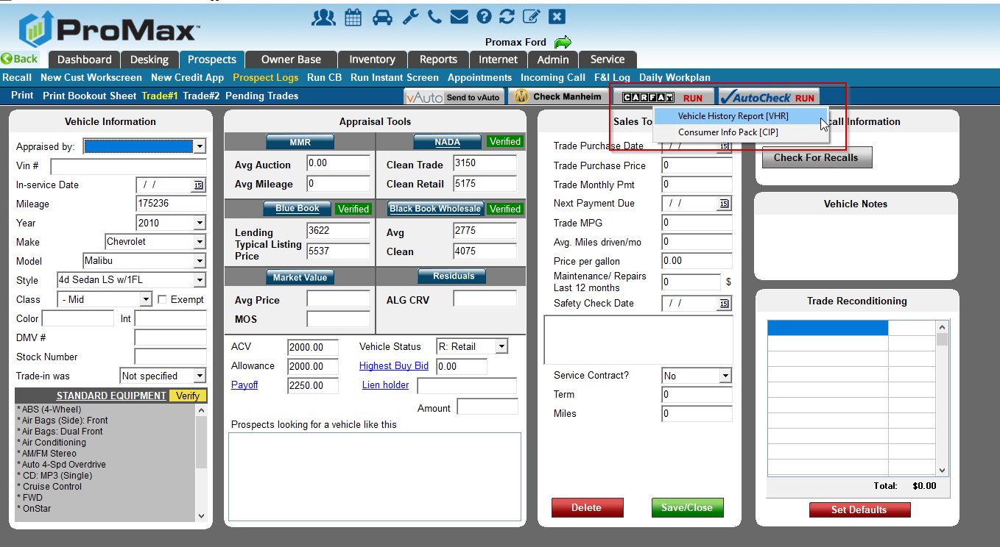 ProMax
Promax Ford
Back Dashboard Desking Prospects Owner Base Inventory Reports Internet Admin Service
Recall New Cust Workscreen New Credit App Prospect Logs Run CB Run Instant Screen Appointments Incoming Call F&I Log Daily Workplan
Print Print Bookout Sheet Trade#1 Trade#2 Pending Trades vAuto Send to vAuto Check Manheim CARFAX RUN AutoCheck RUN
Vehicle History Report [VHR]
Consumer Info Pack [CIP]
Vehicle Information
Appraised by:
Vin #
In-service Date / / 15
Mileage 175236
Year 2010
Make Chevrolet
Model Malibu
Style 4d Sedan LS w/1FL
Class - Mid Exempt
Color Int
DMV #
Stock Number
Trade-in was Not specified
STANDARD EQUIPMENT Verify
* ABS (4-Wheel)
* Air Bags (Side): Front
* Air Bags: Dual Front
* Air Conditioning
* AM/FM Stereo
* Auto 4-Spd Overdrive
* CD: MP3 (Single)
* Cruise Control
* FWD
* OnStar
Appraisal Tools
MMR NADA Verified
Avg Auction 0.00 Clean Trade 3150
Avg Mileage 0 Clean Retail 5175
Blue Book Verified Black Book Wholesale Verified
Lending 3622 Avg 2775
Typical Listing
Price 5537 Clean 4075
Market Value Residuals
Avg Price ALG CRV
MOS
ACV 2000.00 Vehicle Status R: Retail
Allowance 2000.00 Highest Buy Bid 0.00
Payoff 2250.00 Lien holder
Amount
Prospects looking for a vehicle like this
Sales To
Trade Purchase Date / / 15
Trade Purchase Price 0
Trade Monthly Pmt 0
Next Payment Due / / 15
Trade MPG 0
Avg. Miles driven/mo 0
Price per gallon 0.00
Maintenance/ Repairs
Last 12 months 0 $
Safety Check Date / / 15
Service Contract? No
Term 0
Miles 0
Delete Save/Close
call Information
Check For Recalls
Vehicle Notes
Trade Reconditioning
Total: $0.00
Set Defaults